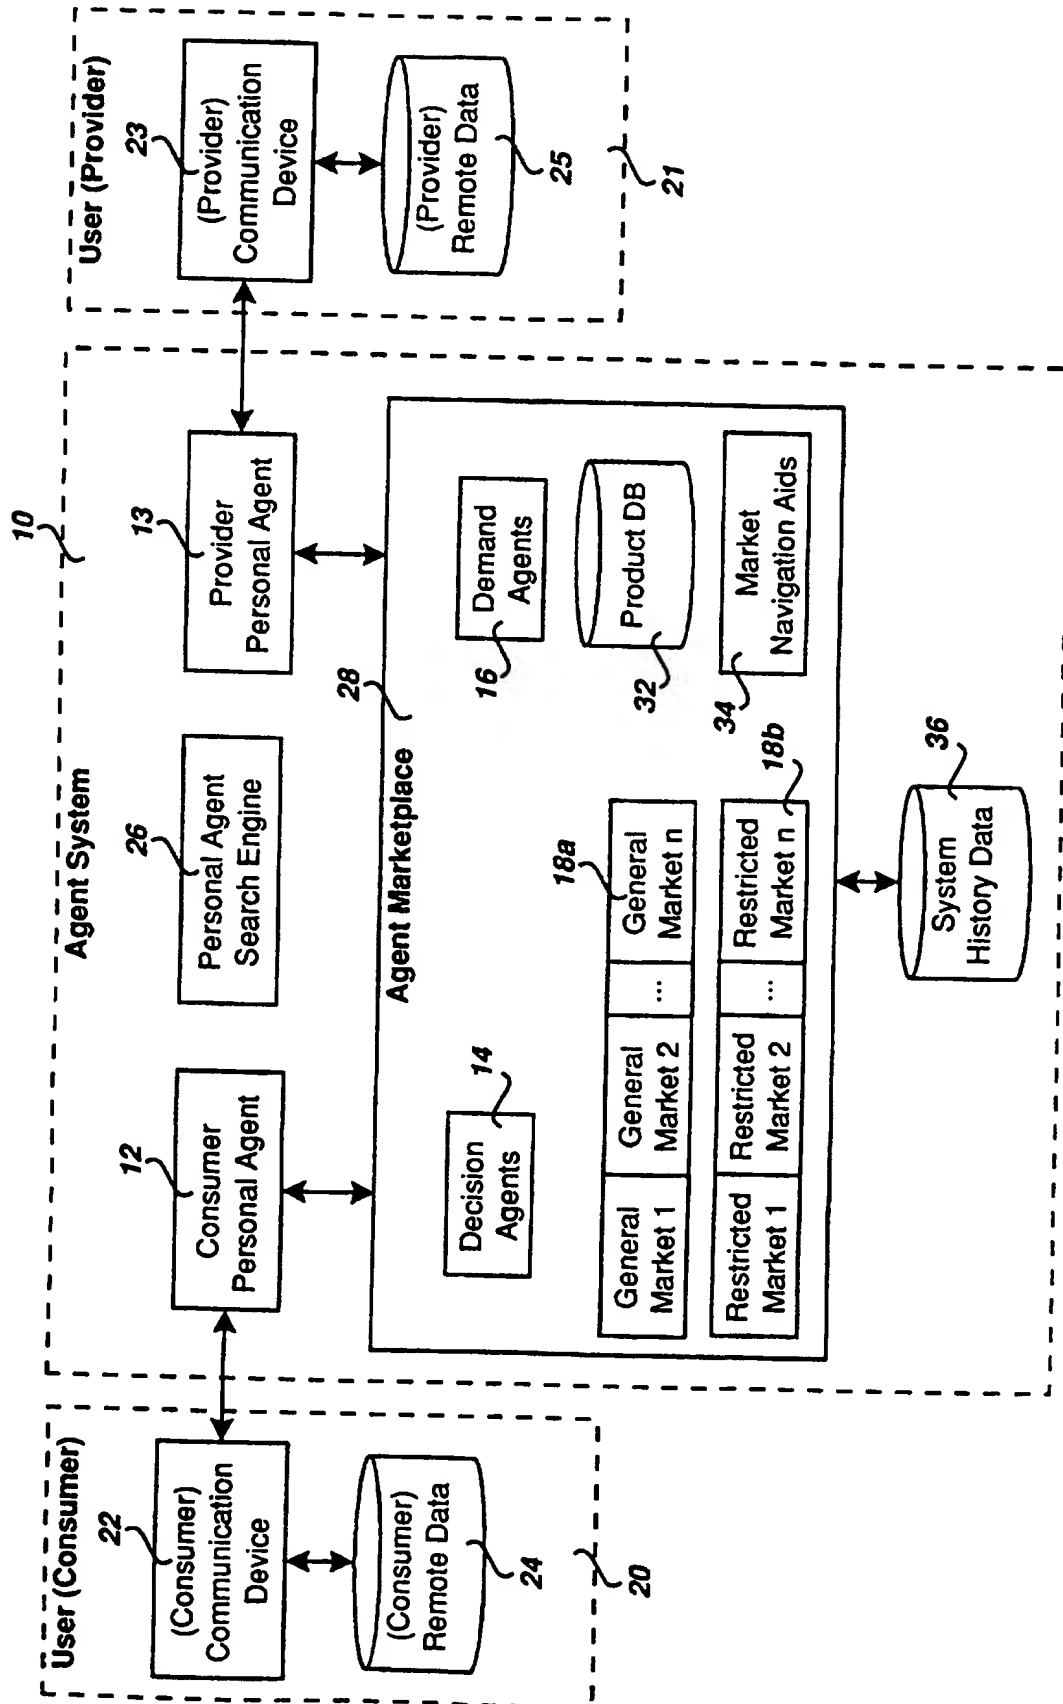 User (Consumer)
22
(Consumer)
Communication
Device
(Consumer)
Remote Data
24
20
Agent System
10
12
Consumer
Personal Agent
26
Personal Agent
Search Engine
13
Provider
Personal Agent
Agent Marketplace
28
Decision
Agents
14
Demand
Agents
16
General
Market 1
General
Market 2
...
General
Market n
18a
Restricted
Market 1
Restricted
Market 2
...
Restricted
Market n
18b
Product DB
32
Market
Navigation Aids
34
System
History Data
36
User (Provider)
23
(Provider)
Communication
Device
(Provider)
Remote Data
25
21